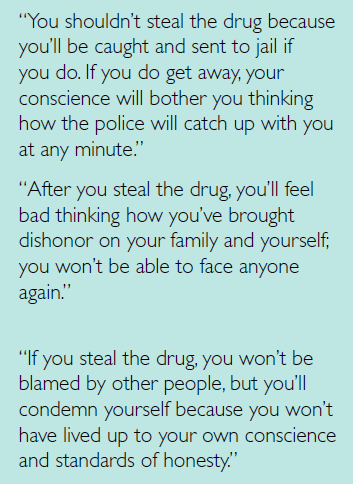 “You shouldn’t steal the drug because
you’ll be caught and sent to jail if
you do. If you do get away, your
conscience will bother you thinking
how the police will catch up with you
at any minute.”
“After you steal the drug, you’ll feel
bad thinking how you’ve brought
dishonor on your family and yourself;
you won’t be able to face anyone
again.”
“If you steal the drug, you won’t be
blamed by other people, but you’ll
condemn yourself because you won’t
have lived up to your own conscience
and standards of honesty.”